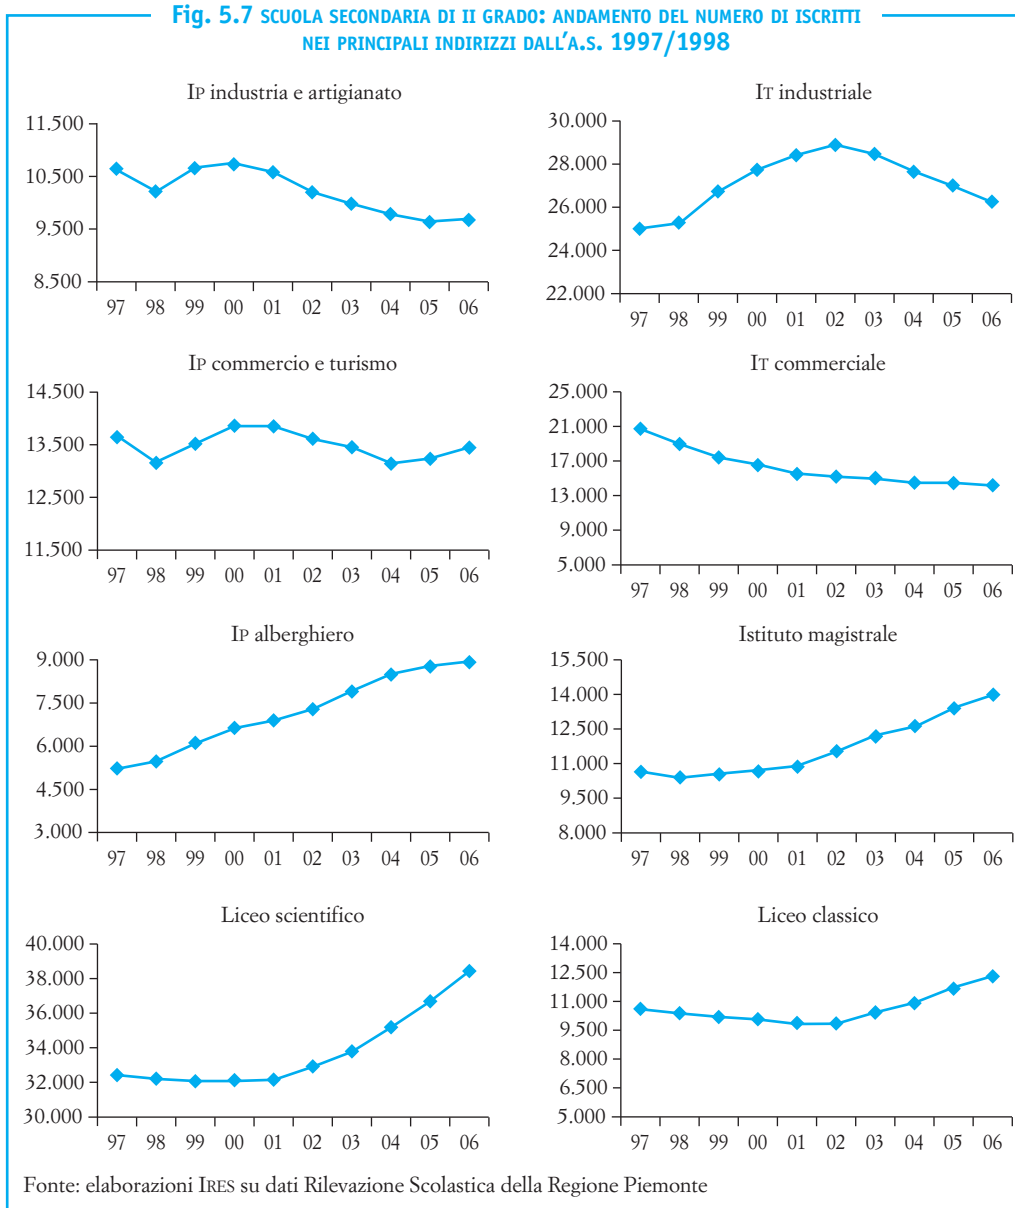 Fig. 5.7 SCUOLA SECONDARIA DI II GRADO: ANDAMENTO DEL NUMERO DI ISCRITTI
NEI PRINCIPALI INDIRIZZI DALL'A.S. 1997/1998
IP industria e artigianato
11.500
10.500
9.500
8.500
97 98 99 00 01 02 03 04 05 06
IT industriale
30.000
28.000
26.000
24.000
22.000
97 98 99 00 01 02 03 04 05 06
IP commercio e turismo
14.500
13.500
12.500
11.500
97 98 99 00 01 02 03 04 05 06
IT commerciale
25.000
21.000
17.000
13.000
9.000
5.000
97 98 99 00 01 02 03 04 05 06
IP alberghiero
9.000
7.500
6.000
4.500
3.000
97 98 99 00 01 02 03 04 05 06
Istituto magistrale
15.500
14.000
12.500
11.000
9.500
8.000
97 98 99 00 01 02 03 04 05 06
Liceo scientifico
40.000
38.000
36.000
34.000
32.000
30.000
97 98 99 00 01 02 03 04 05 06
Liceo classico
14.000
12.500
11.000
9.500
8.000
6.500
5.000
97 98 99 00 01 02 03 04 05 06
Fonte: elaborazioni IRES su dati Rilevazione Scolastica della Regione Piemonte